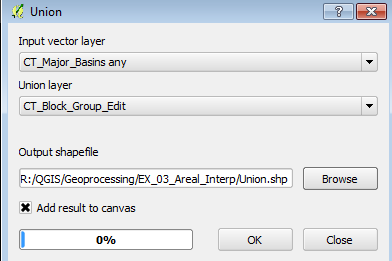 Union
Input vector layer
CT_Major_Basins any
Union layer
CT_Block_Group_Edit
Output shapefile
R:/QGIS/Geoprocessing/EX_03_Areal_Interp/Union.shp
Browse
Add result to canvas
0%
OK
Close